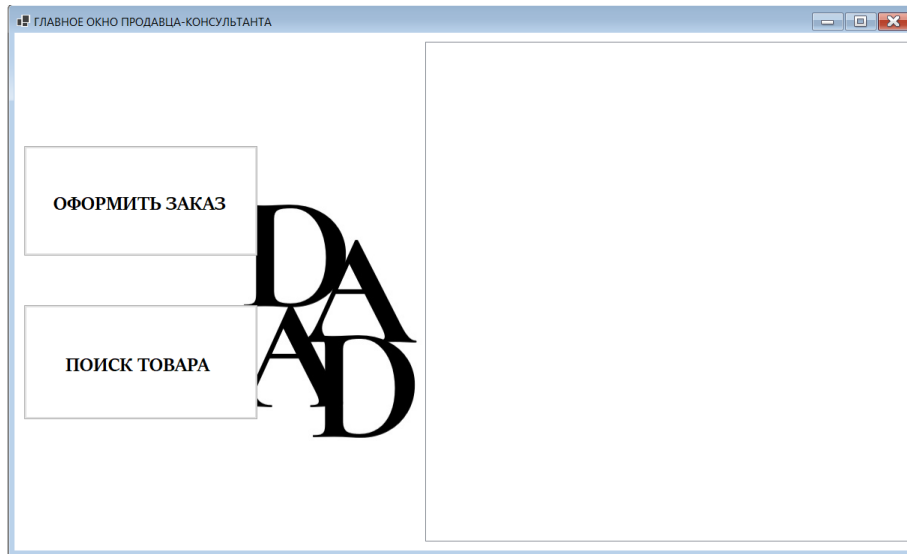 ГЛАВНОЕ ОКНО ПРОДАВЦА-КОНСУЛЬТАНТА
ОФОРМИТЬ ЗАКАЗ
DA
AD
ПОИСК ТОВАРА